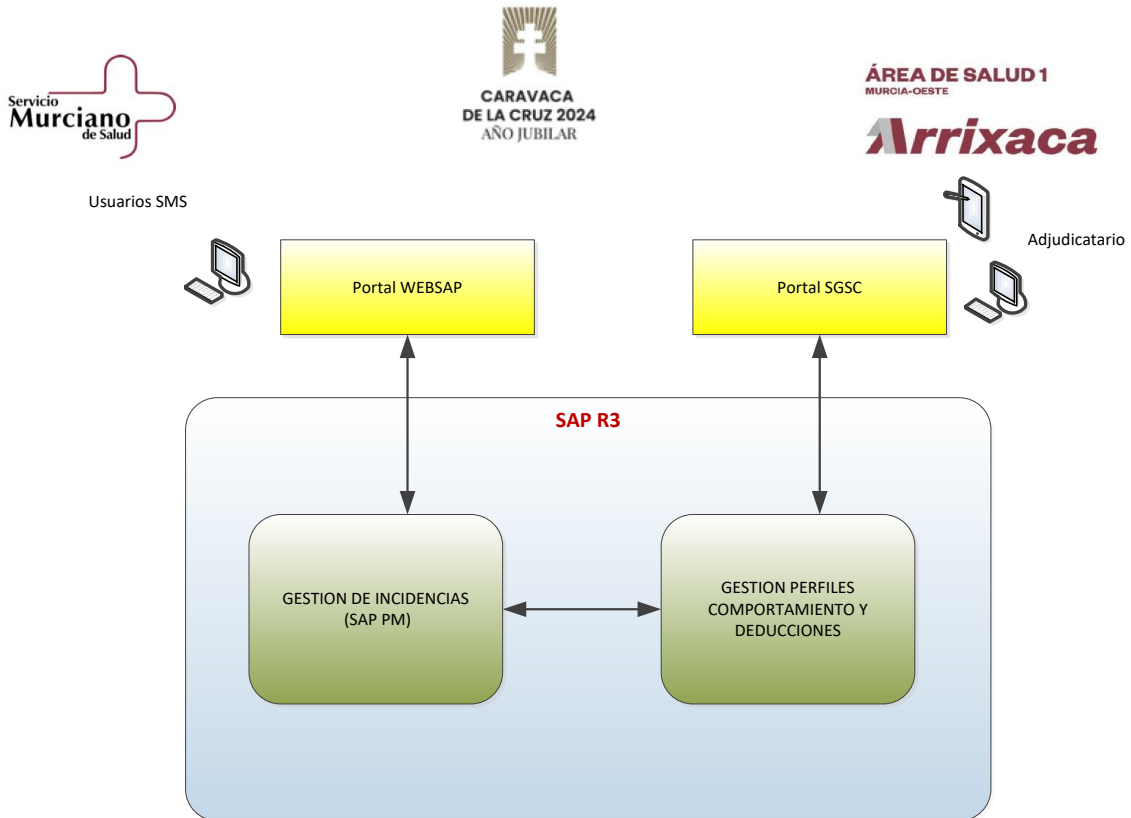 Servicio
Murciano
de Salud
CARAVACA
DE LA CRUZ 2024
AÑO JUBILAR
ÁREA DE SALUD 1
MURCIA-OESTE
Arrixaca
Usuarios SMS
Adjudicatario
Portal WEBSAP
Portal SGSC
SAP R3
GESTION DE INCIDENCIAS
(SAP PM)
GESTION PERFILES
COMPORTAMIENTO Y
DEDUCCIONES